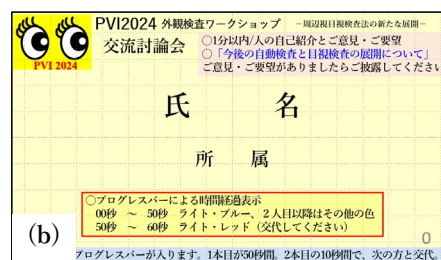 PVI2024 外観検査ワークショップ －周辺視目視検査法の新たな展開－
PVI 2024
交流討論会
○1分以内/人の自己紹介とご意見・ご要望
○「今後の自動検査と目視検査の展開について」
ご意見・ご要望がありましたらご披露してください
氏 名
所 属
○プログレスバーによる時間経過表示
00秒 ～ 50秒 ライト・ブルー、2人目以降はその他の色
50秒 ～ 60秒 ライト・レッド（交代してください）
(b)
0
プログレスバーが入ります。1本目が50秒間。2本目の10秒間で、次の方と交代。